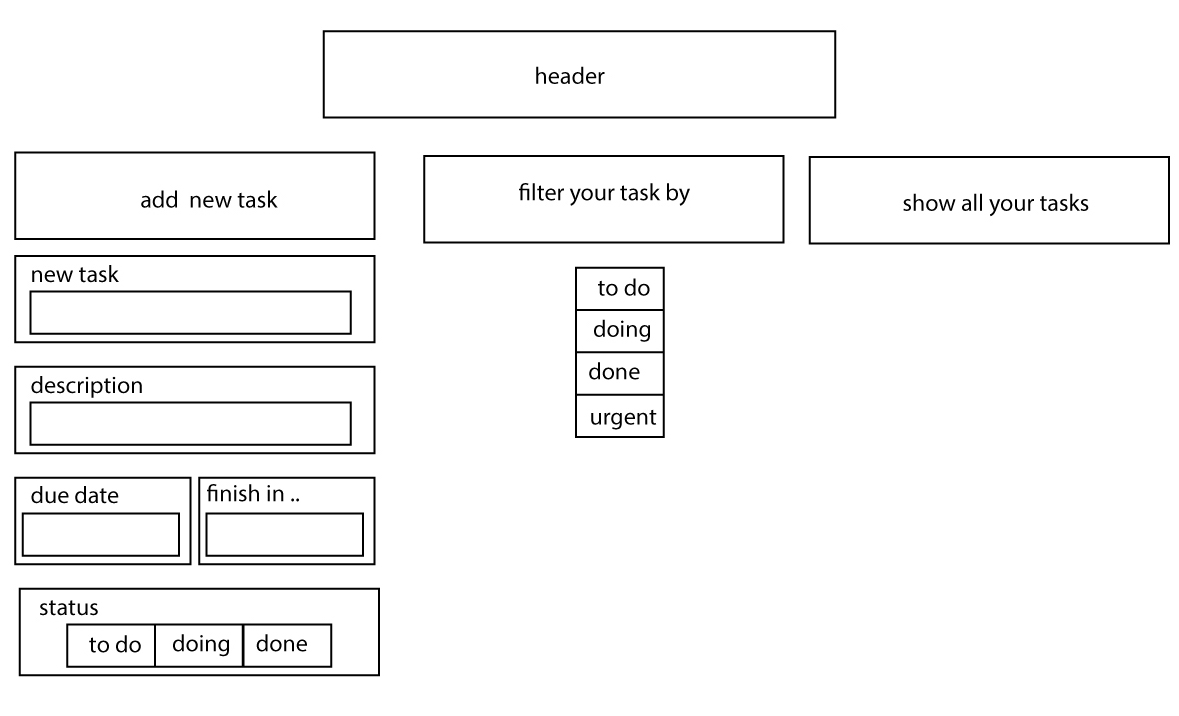 header
add new task
filter your task by
show all your tasks
new task
description
due date
finish in ..
status
to do
doing
done
to do
doing
done
urgent